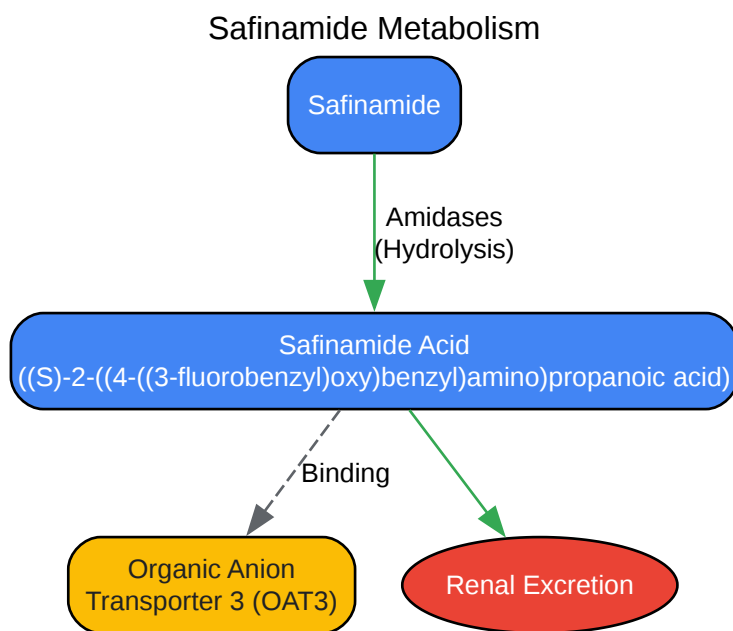 Safinamide Metabolism
Safinamide
Amidases
(Hydrolysis)
Safinamide Acid
((S)-2-((4-((3-fluorobenzyl)oxy)benzyl)amino)propanoic acid)
Binding
Organic Anion
Transporter 3 (OAT3)
Renal Excretion